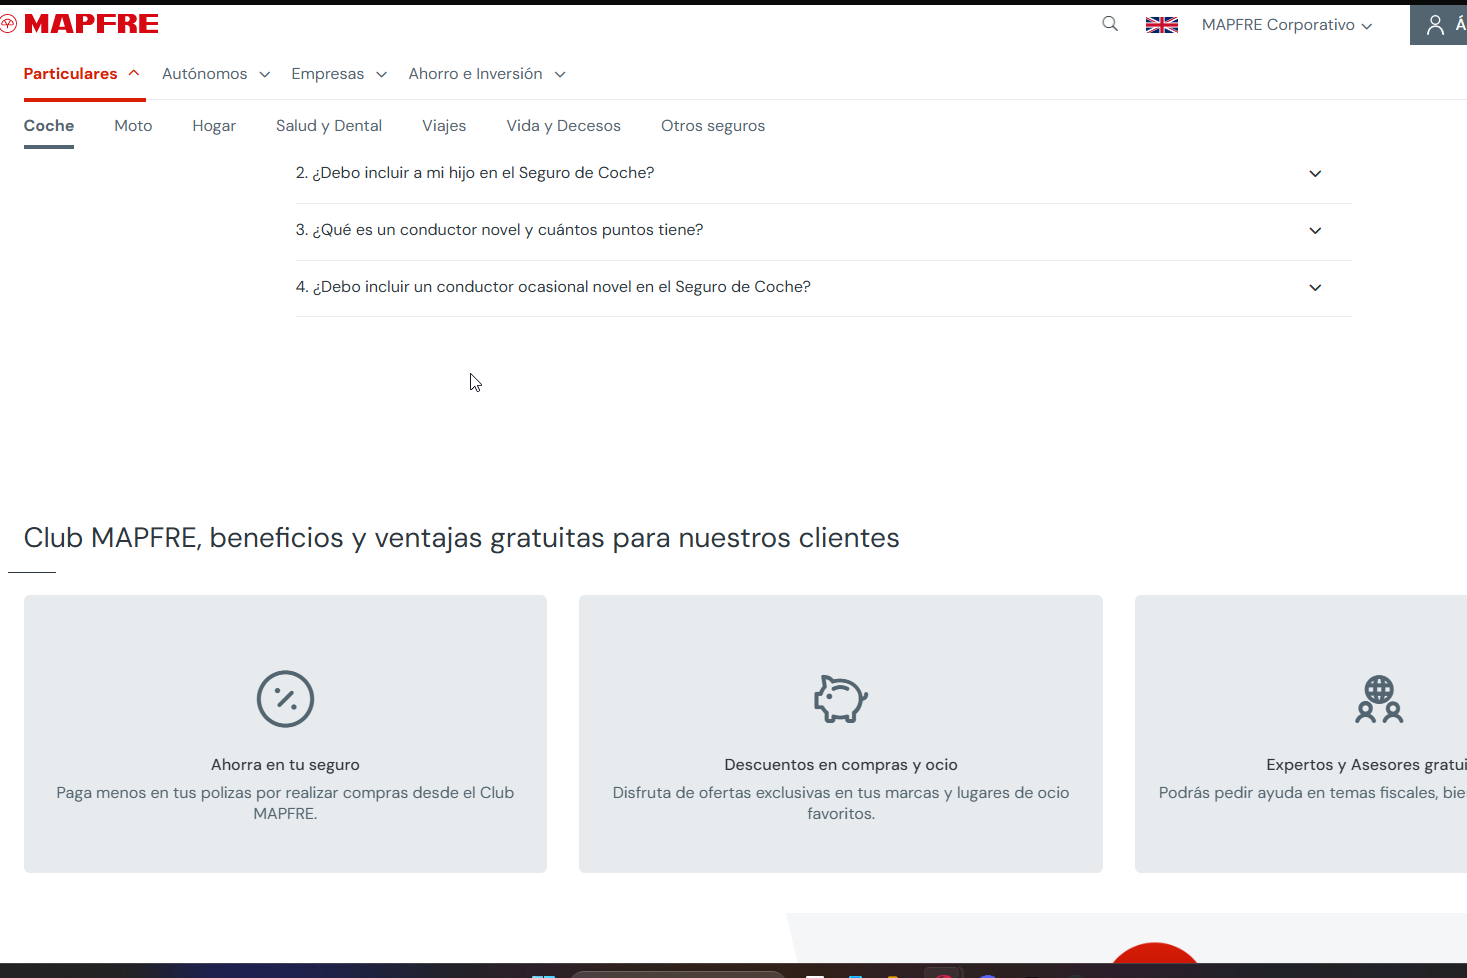 MAPFRE
MAPFRE Corporativo
Á
Particulares
Autónomos
Empresas
Ahorro e Inversión
Coche
Moto
Hogar
Salud y Dental
Viajes
Vida y Decesos
Otros seguros
2. ¿Debo incluir a mi hijo en el Seguro de Coche?
3. ¿Qué es un conductor novel y cuántos puntos tiene?
4. ¿Debo incluir un conductor ocasional novel en el Seguro de Coche?
Club MAPFRE, beneficios y ventajas gratuitas para nuestros clientes
Ahorra en tu seguro
Paga menos en tus polizas por realizar compras desde el Club
MAPFRE.
Descuentos en compras y ocio
Disfruta de ofertas exclusivas en tus marcas y lugares de ocio
favoritos.
Expertos y Asesores gratui
Podrás pedir ayuda en temas fiscales, bie